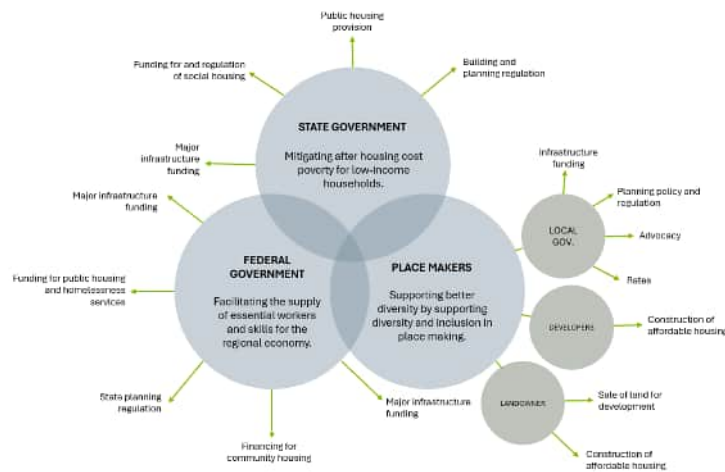 Public housing
provision
Funding for and regulation
of social housing
Building and
planning regulation
STATE GOVERNMENT
Mitigating after housing cost
poverty for low-income
households.
Major
infrastructure
funding
Major infrastructure
funding
Infrastructure
funding
Planning policy and
regulation
LOCAL
GOV.
Advocacy
Rates
FEDERAL
GOVERNMENT
Facilitating the supply
of essential workers
and skills for the
regional economy.
PLACE MAKERS
Supporting better
diversity by supporting
diversity and inclusion in
place making.
Funding for public housing
and homelessness
services
DEVELOPERS
Construction of
affordable housing
State planning
regulation
Major infrastructure
funding
LANDOWNER
Sale of land for
development
Financing for
community housing
Construction of
affordable housing